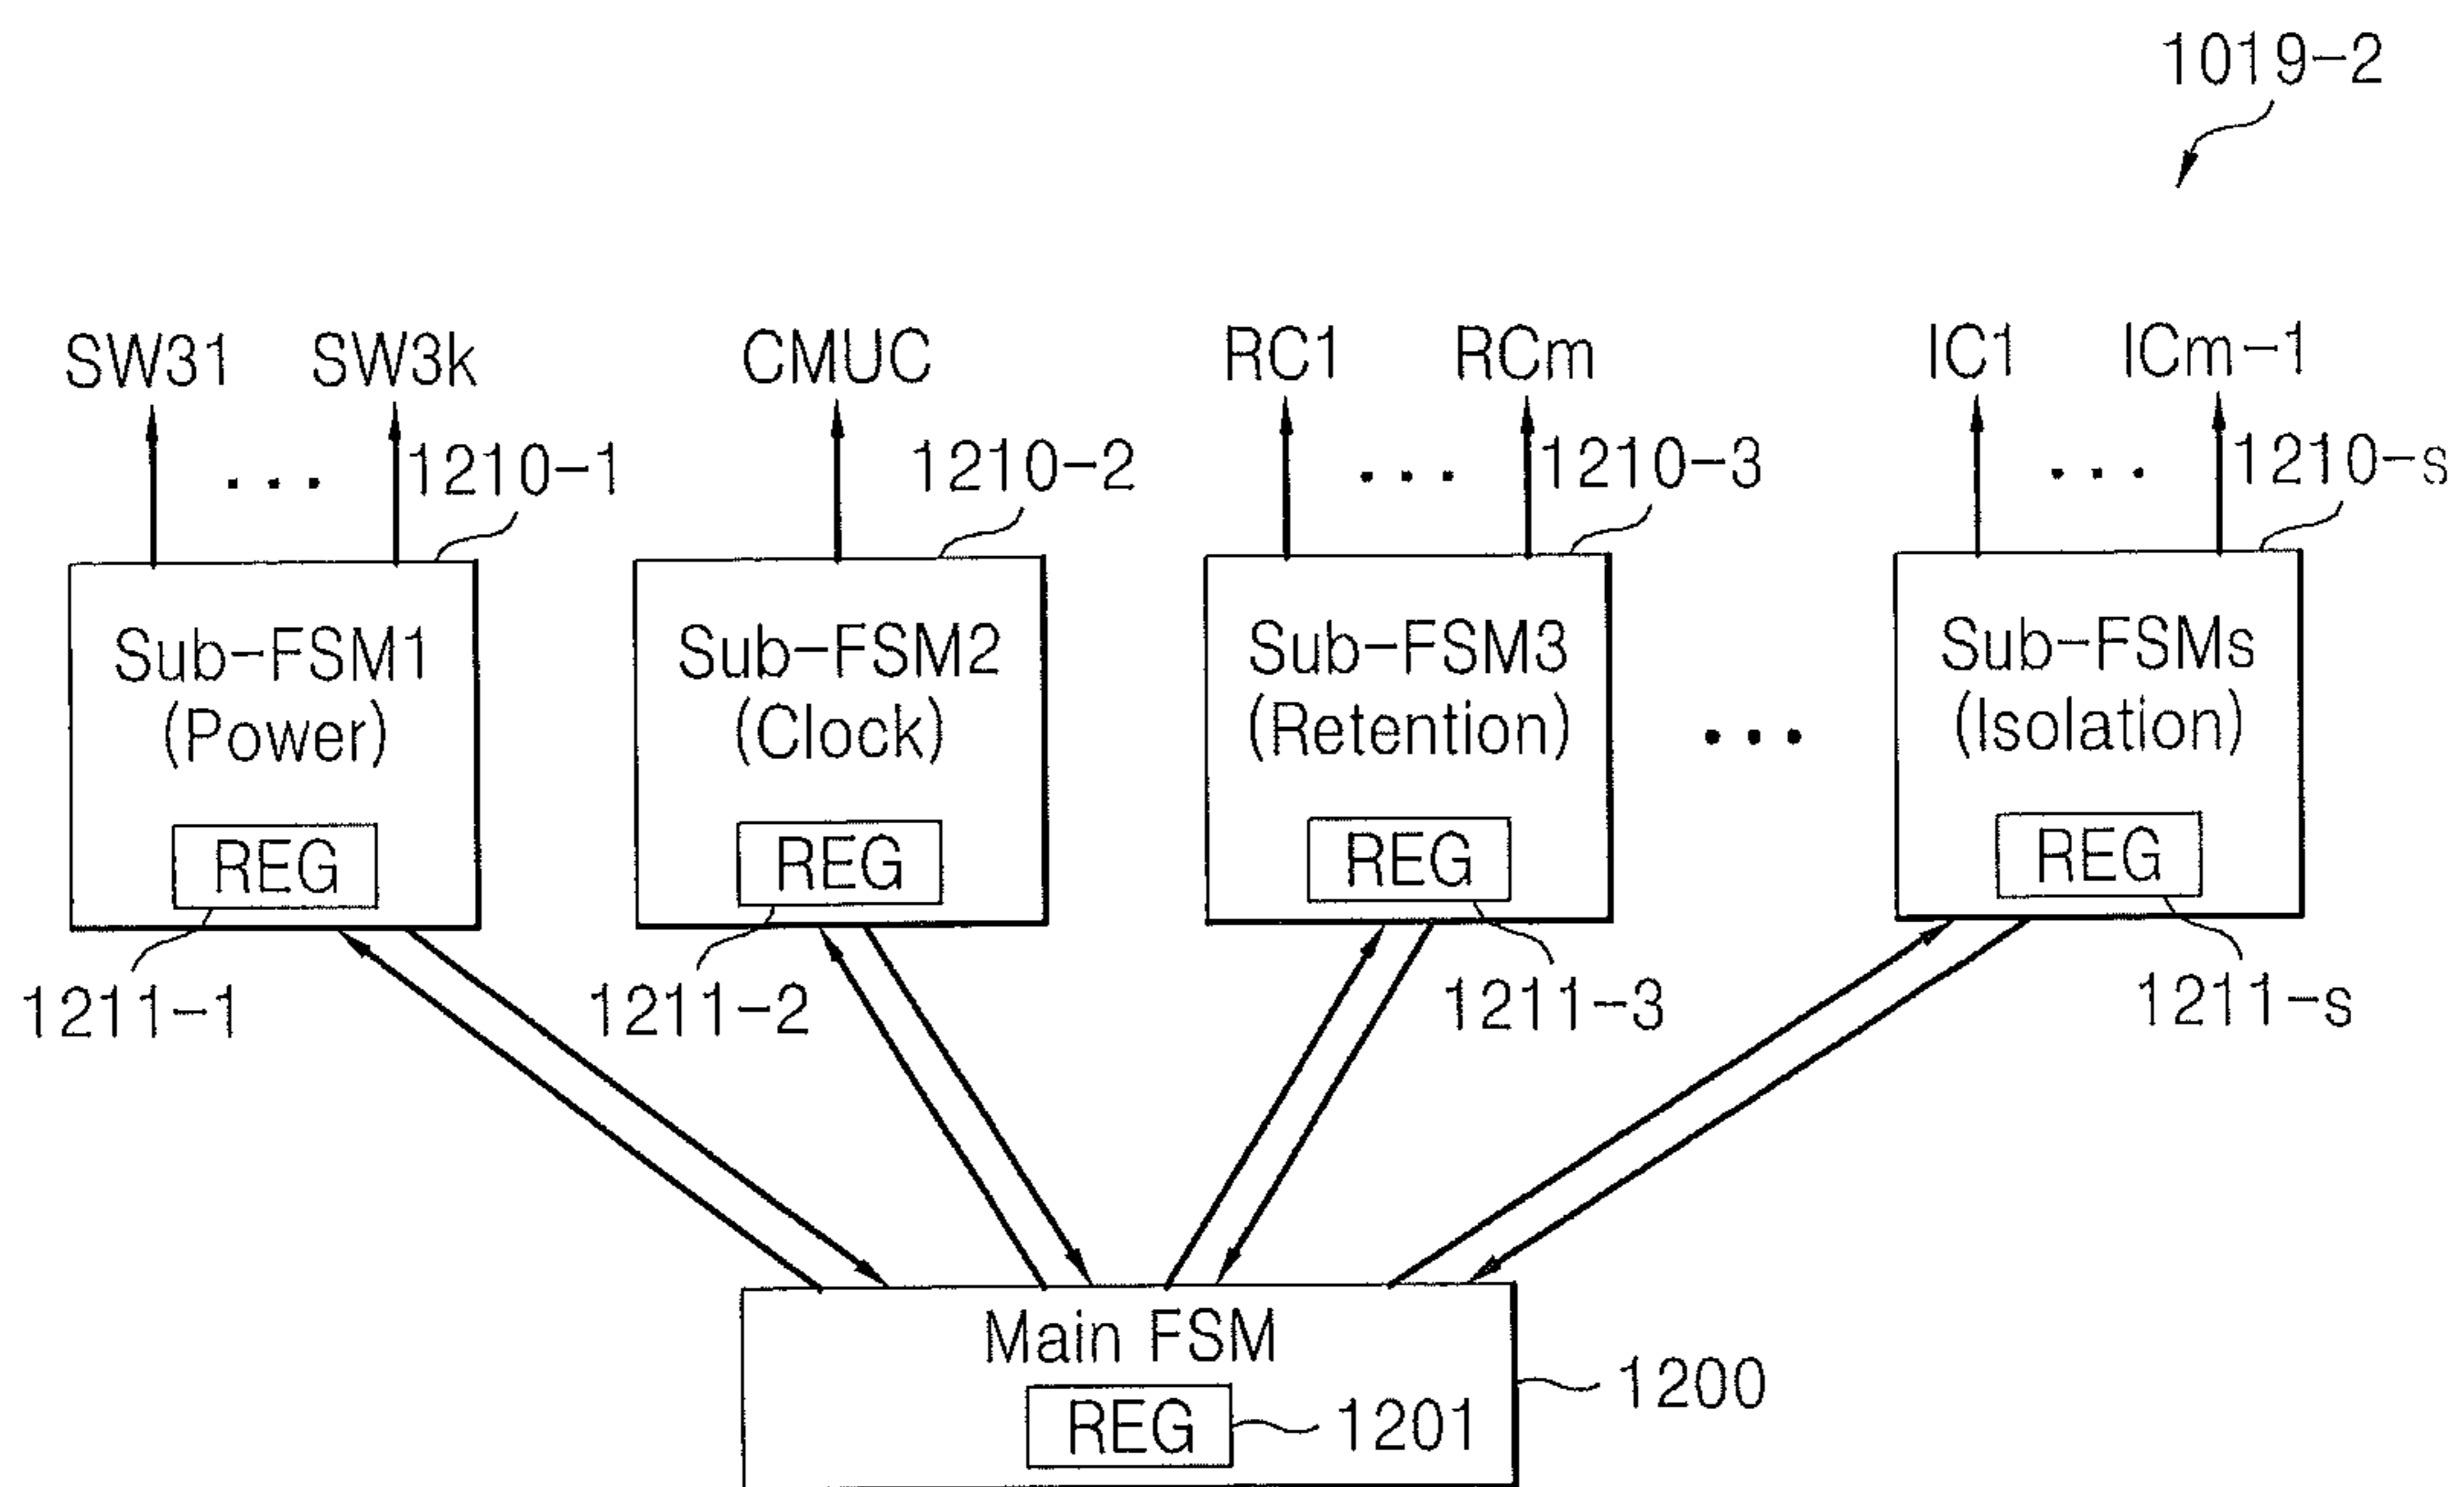 1019-2
SW31 ... SW3k
CMUC
RC1 ... RCm
IC1 ... ICm-1
1210-1
1210-2
1210-3
1210-s
Sub-FSM1
(Power)
REG
Sub-FSM2
(Clock)
REG
Sub-FSM3
(Retention)
REG
...
Sub-FSMs
(Isolation)
REG
1211-1
1211-2
1211-3
1211-s
Main FSM
1200
REG
1201